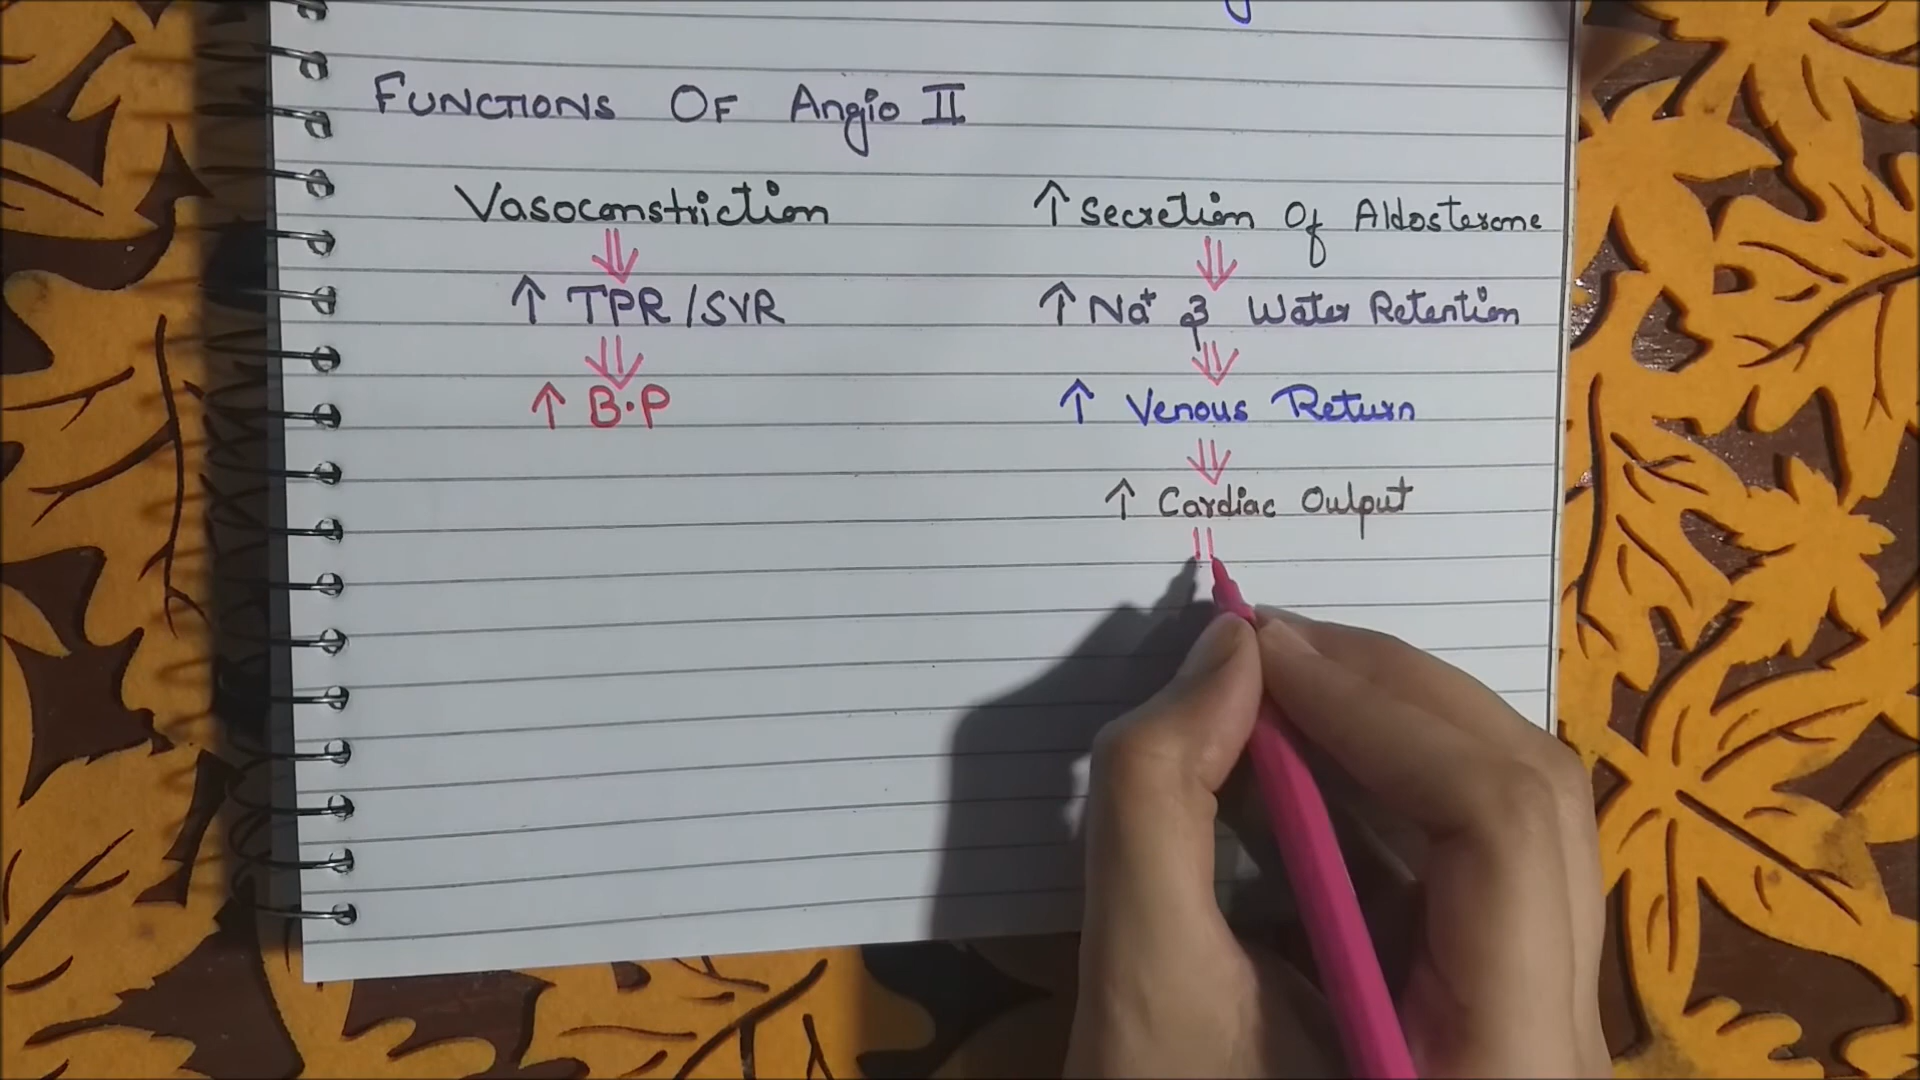 FUNCTIONS OF Angio II
Vasoconstriction
↑ TPR/SVR
↑ B.P
↑ Secretion Of Aldosterone
↑ Na⁺ & Water Retention
↑ Venous Return
↑ Cardiac Output